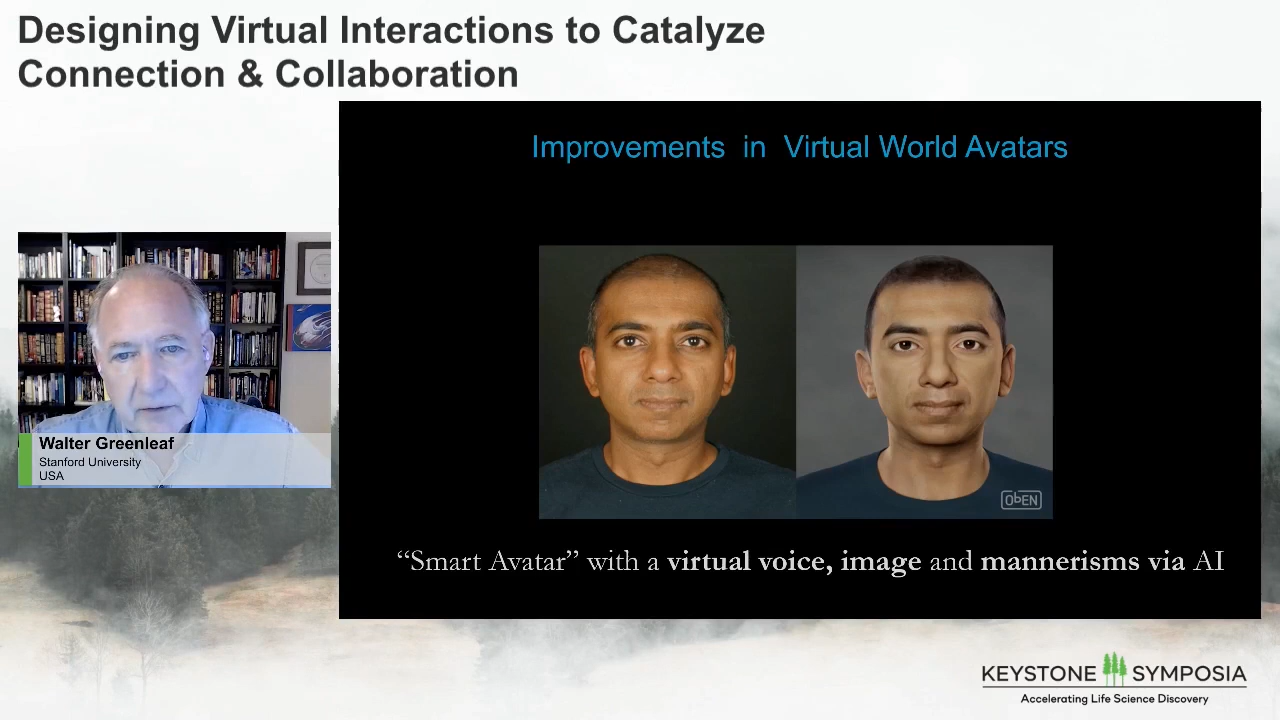 Designing Virtual Interactions to Catalyze
Connection & Collaboration
Improvements in Virtual World Avatars
Walter Greenleaf
Stanford University
USA
ObEN
“Smart Avatar” with a virtual voice, image and mannerisms via AI
KEYSTONE SYMPOSIA
Accelerating Life Science Discovery